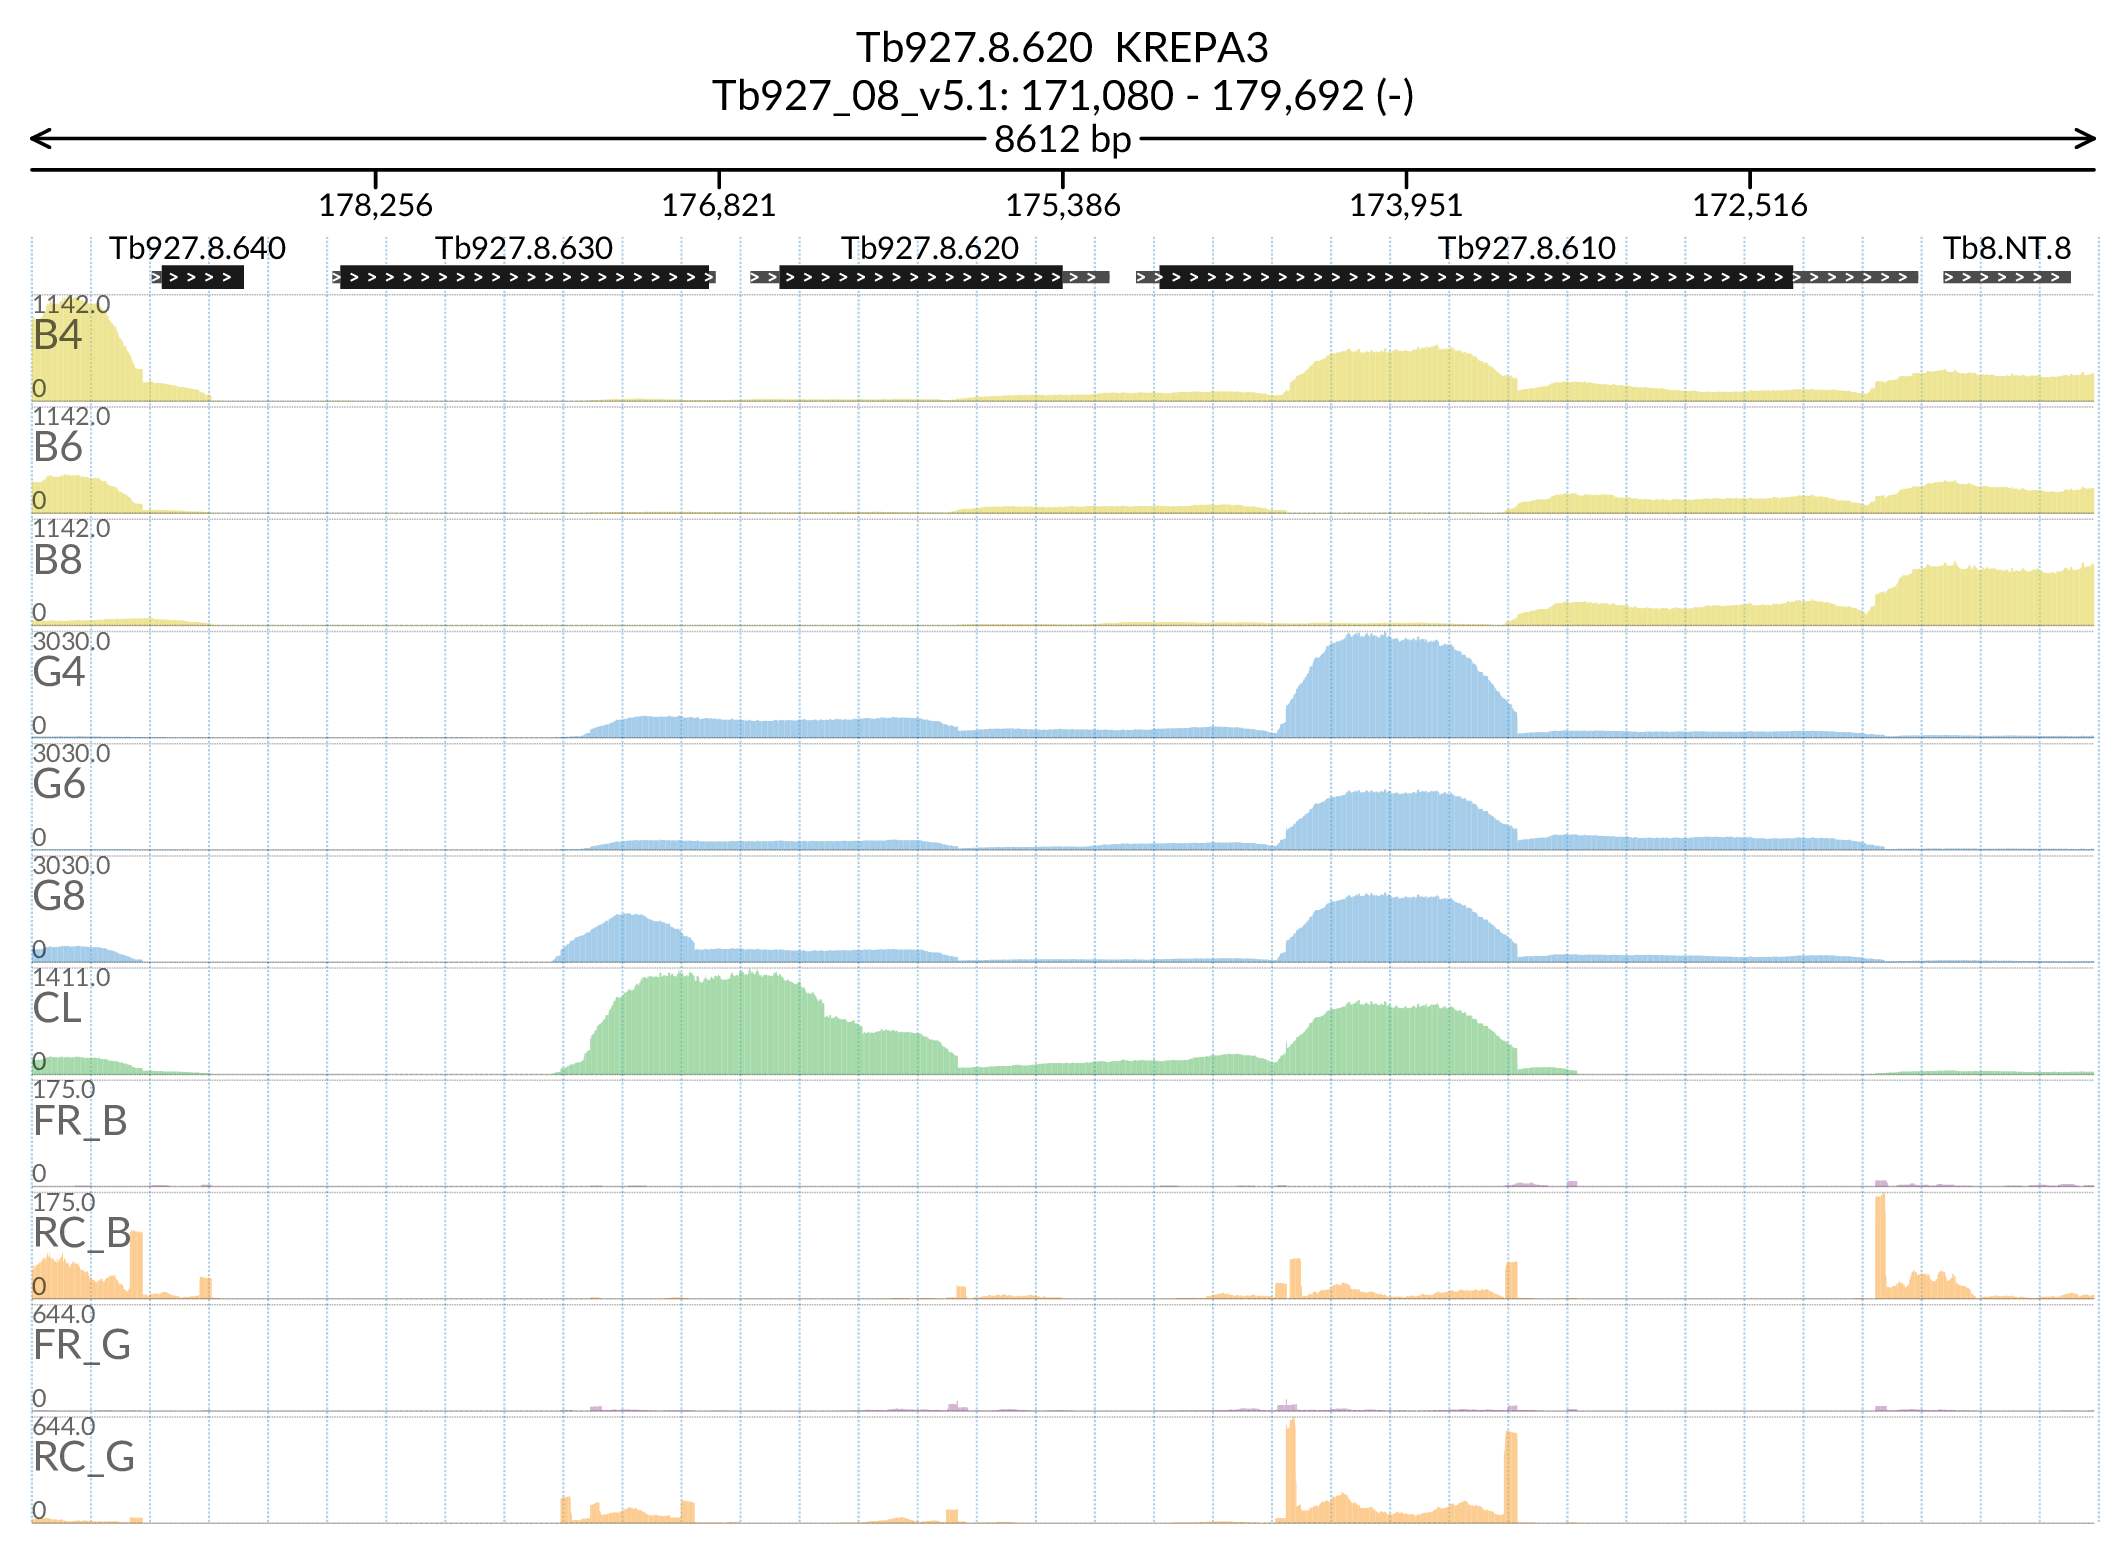 Tb927.8.620 KREPA3
Tb927_08_v5.1: 171,080 - 179,692 (-)
8612 bp
178,256 176,821 175,386 173,951 172,516
Tb927.8.640 Tb927.8.630 Tb927.8.620 Tb927.8.610 Tb8.NT.8
1142.0
B4
0
1142.0
B6
0
1142.0
B8
0
3030.0
G4
0
3030.0
G6
0
3030.0
G8
0
1411.0
CL
0
175.0
FR_B
0
175.0
RC_B
0
644.0
FR_G
0
644.0
RC_G
0